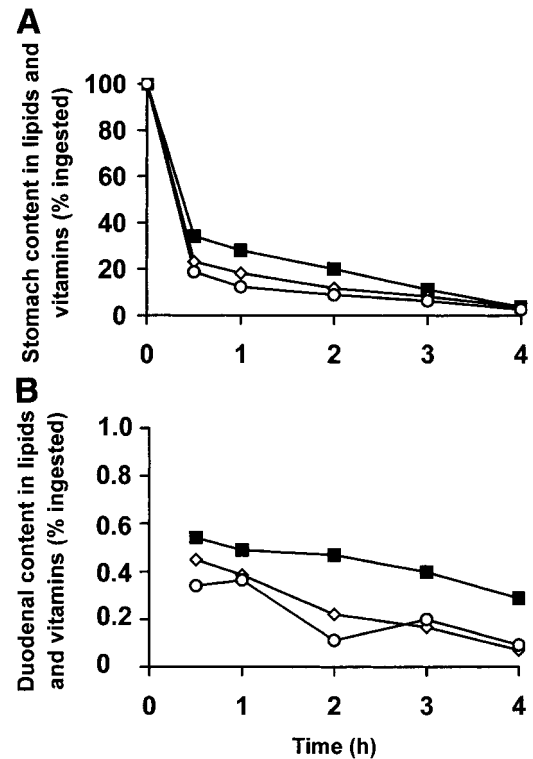 A
Stomach content in lipids and
vitamins (% ingested)
100
80
60
40
20
0
0 1 2 3 4
B
Duodenal content in lipids
and vitamins (% ingested)
1.0
0.8
0.6
0.4
0.2
0
0 1 2 3 4
Time (h)